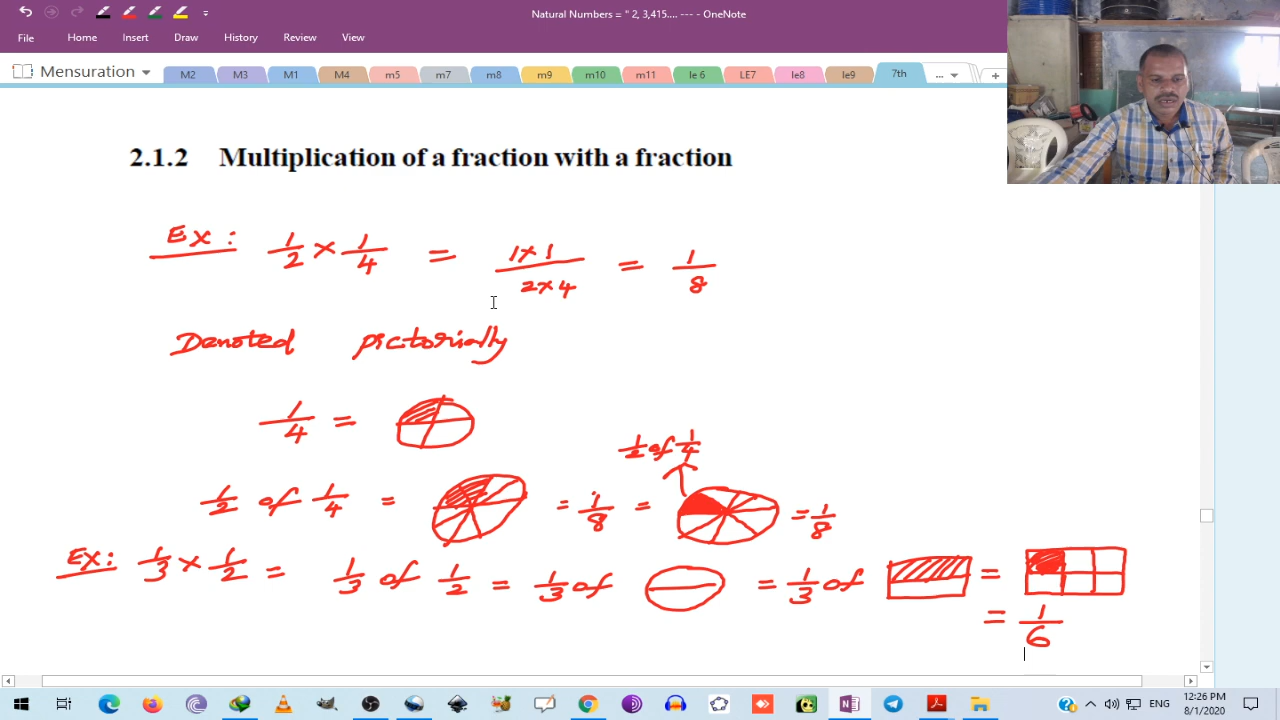 Natural Numbers = " 2, 3,415.... --- - OneNote
File Home Insert Draw History Review View
Mensuration M2 M3 M1 M4 m5 m7 m8 m9 m10 m11 le 6 LE7 le8 le9 7th ... +
2.1.2 Multiplication of a fraction with a fraction
Ex: 1/2 × 1/4 = 1×1/2×4 = 1/8
Denoted pictorially
1/4 =
1/2 of 1/4
1/2 of 1/4 = = 1/8 = = 1/8
Ex: 1/3 × 1/2 = 1/3 of 1/2 = 1/3 of = 1/3 of =
= 1/6
ENG 12:26 PM
8/1/2020